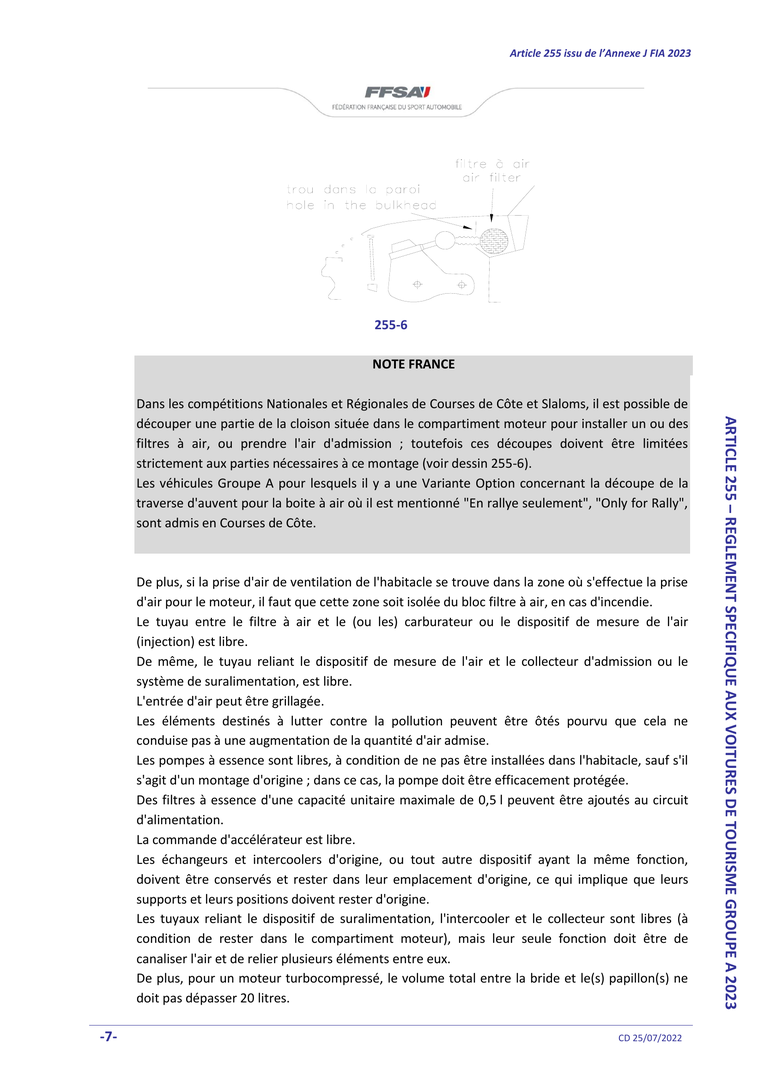 Article 255 issu de l'Annexe J FIA 2023
FFSA
FÉDÉRATION FRANÇAISE DU SPORT AUTOMOBILE
filtre à air
air filter
trou dans la paroi
hole in the bulkhead
255-6
NOTE FRANCE
Dans les compétitions Nationales et Régionales de Courses de Côte et Slaloms, il est possible de
découper une partie de la cloison située dans le compartiment moteur pour installer un ou des
filtres à air, ou prendre l'air d'admission ; toutefois ces découpes doivent être limitées
strictement aux parties nécessaires à ce montage (voir dessin 255-6).
Les véhicules Groupe A pour lesquels il y a une Variante Option concernant la découpe de la
traverse d'auvent pour la boite à air où il est mentionné "En rallye seulement", "Only for Rally",
sont admis en Courses de Côte.
De plus, si la prise d'air de ventilation de l'habitacle se trouve dans la zone où s'effectue la prise
d'air pour le moteur, il faut que cette zone soit isolée du bloc filtre à air, en cas d'incendie.
Le tuyau entre le filtre à air et le (ou les) carburateur ou le dispositif de mesure de l'air
(injection) est libre.
De même, le tuyau reliant le dispositif de mesure de l'air et le collecteur d'admission ou le
système de suralimentation, est libre.
L'entrée d'air peut être grillagée.
Les éléments destinés à lutter contre la pollution peuvent être ôtés pourvu que cela ne
conduise pas à une augmentation de la quantité d'air admise.
Les pompes à essence sont libres, à condition de ne pas être installées dans l'habitacle, sauf s'il
s'agit d'un montage d'origine ; dans ce cas, la pompe doit être efficacement protégée.
Des filtres à essence d'une capacité unitaire maximale de 0,5 l peuvent être ajoutés au circuit
d'alimentation.
La commande d'accélérateur est libre.
Les échangeurs et intercoolers d'origine, ou tout autre dispositif ayant la même fonction,
doivent être conservés et rester dans leur emplacement d'origine, ce qui implique que leurs
supports et leurs positions doivent rester d'origine.
Les tuyaux reliant le dispositif de suralimentation, l'intercooler et le collecteur sont libres (à
condition de rester dans le compartiment moteur), mais leur seule fonction doit être de
canaliser l'air et de relier plusieurs éléments entre eux.
De plus, pour un moteur turbocompressé, le volume total entre la bride et le(s) papillon(s) ne
doit pas dépasser 20 litres.
ARTICLE 255 – REGLEMENT SPECIFIQUE AUX VOITURES DE TOURISME GROUPE A 2023
-7-
CD 25/07/2022